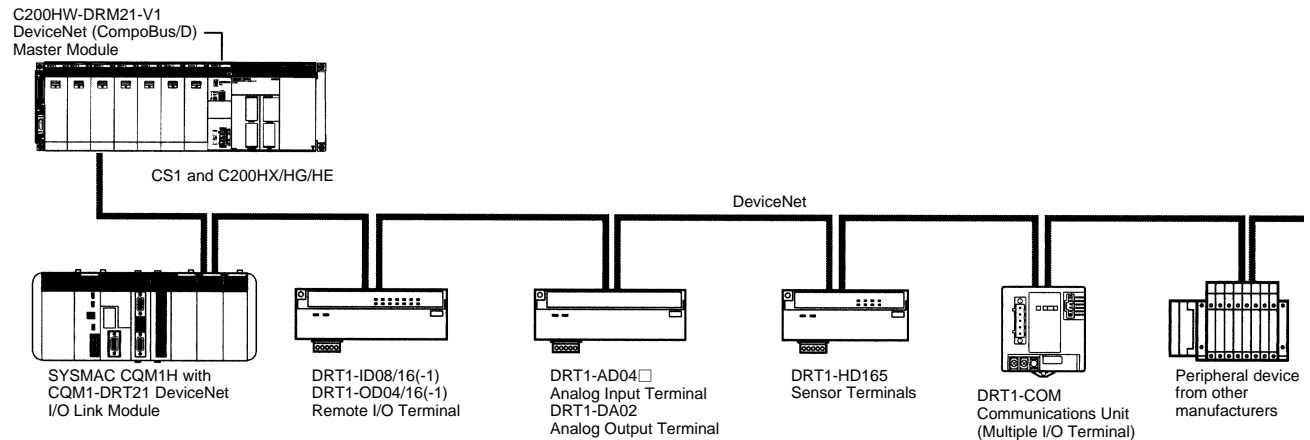 C200HW-DRM21-V1
DeviceNet (CompoBus/D)
Master Module
CS1 and C200HX/HG/HE
DeviceNet
SYSMAC CQM1H with
CQM1-DRT21 DeviceNet
I/O Link Module
DRT1-ID08/16(-1)
DRT1-OD04/16(-1)
Remote I/O Terminal
DRT1-AD04□
Analog Input Terminal
DRT1-DA02
Analog Output Terminal
DRT1-HD165
Sensor Terminals
DRT1-COM
Communications Unit
(Multiple I/O Terminal)
Peripheral device
from other
manufacturers